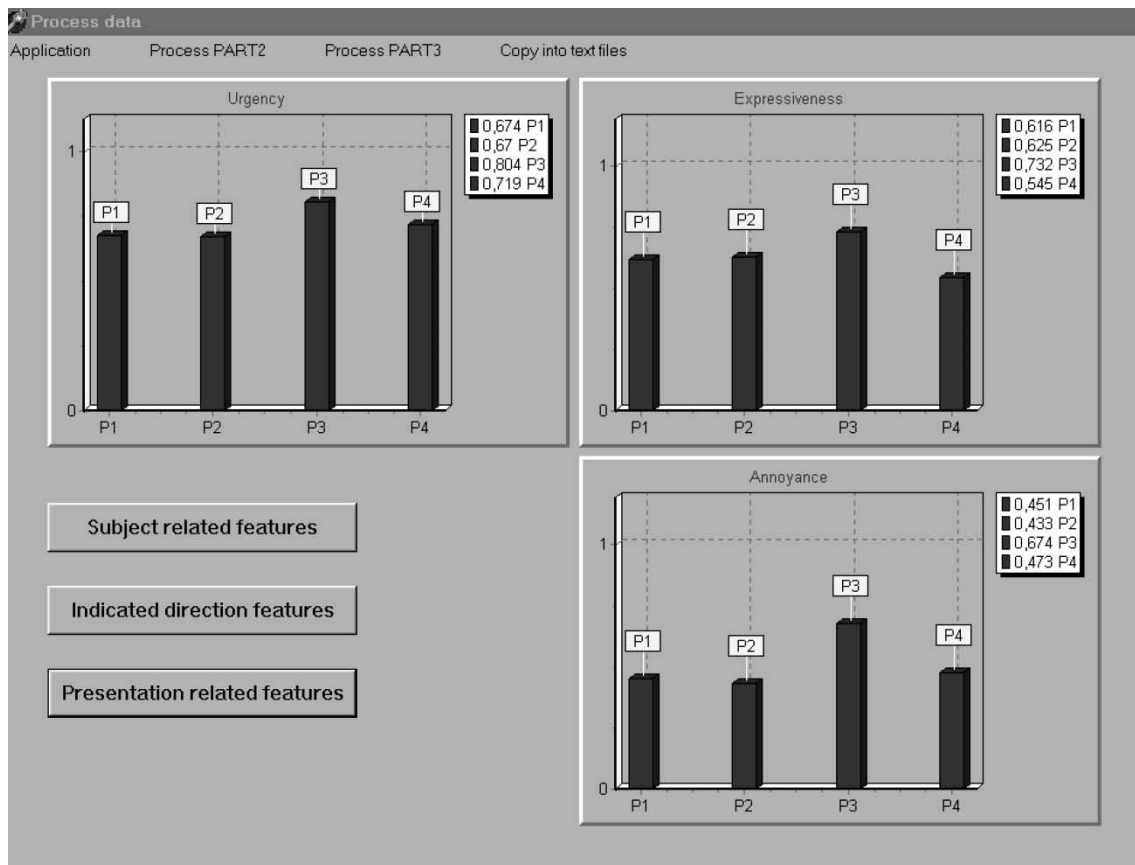 Process data
Application Process PART2 Process PART3 Copy into text files
Urgency
1
0
P1 P2 P3 P4
P1 P2 P3 P4
0,674 P1
0,67 P2
0,804 P3
0,719 P4
Expressiveness
1
0
P1 P2 P3 P4
P1 P2 P3 P4
0,616 P1
0,625 P2
0,732 P3
0,545 P4
Subject related features
Indicated direction features
Presentation related features
Annoyance
1
0
P1 P2 P3 P4
P1 P2 P3 P4
0,451 P1
0,433 P2
0,674 P3
0,473 P4